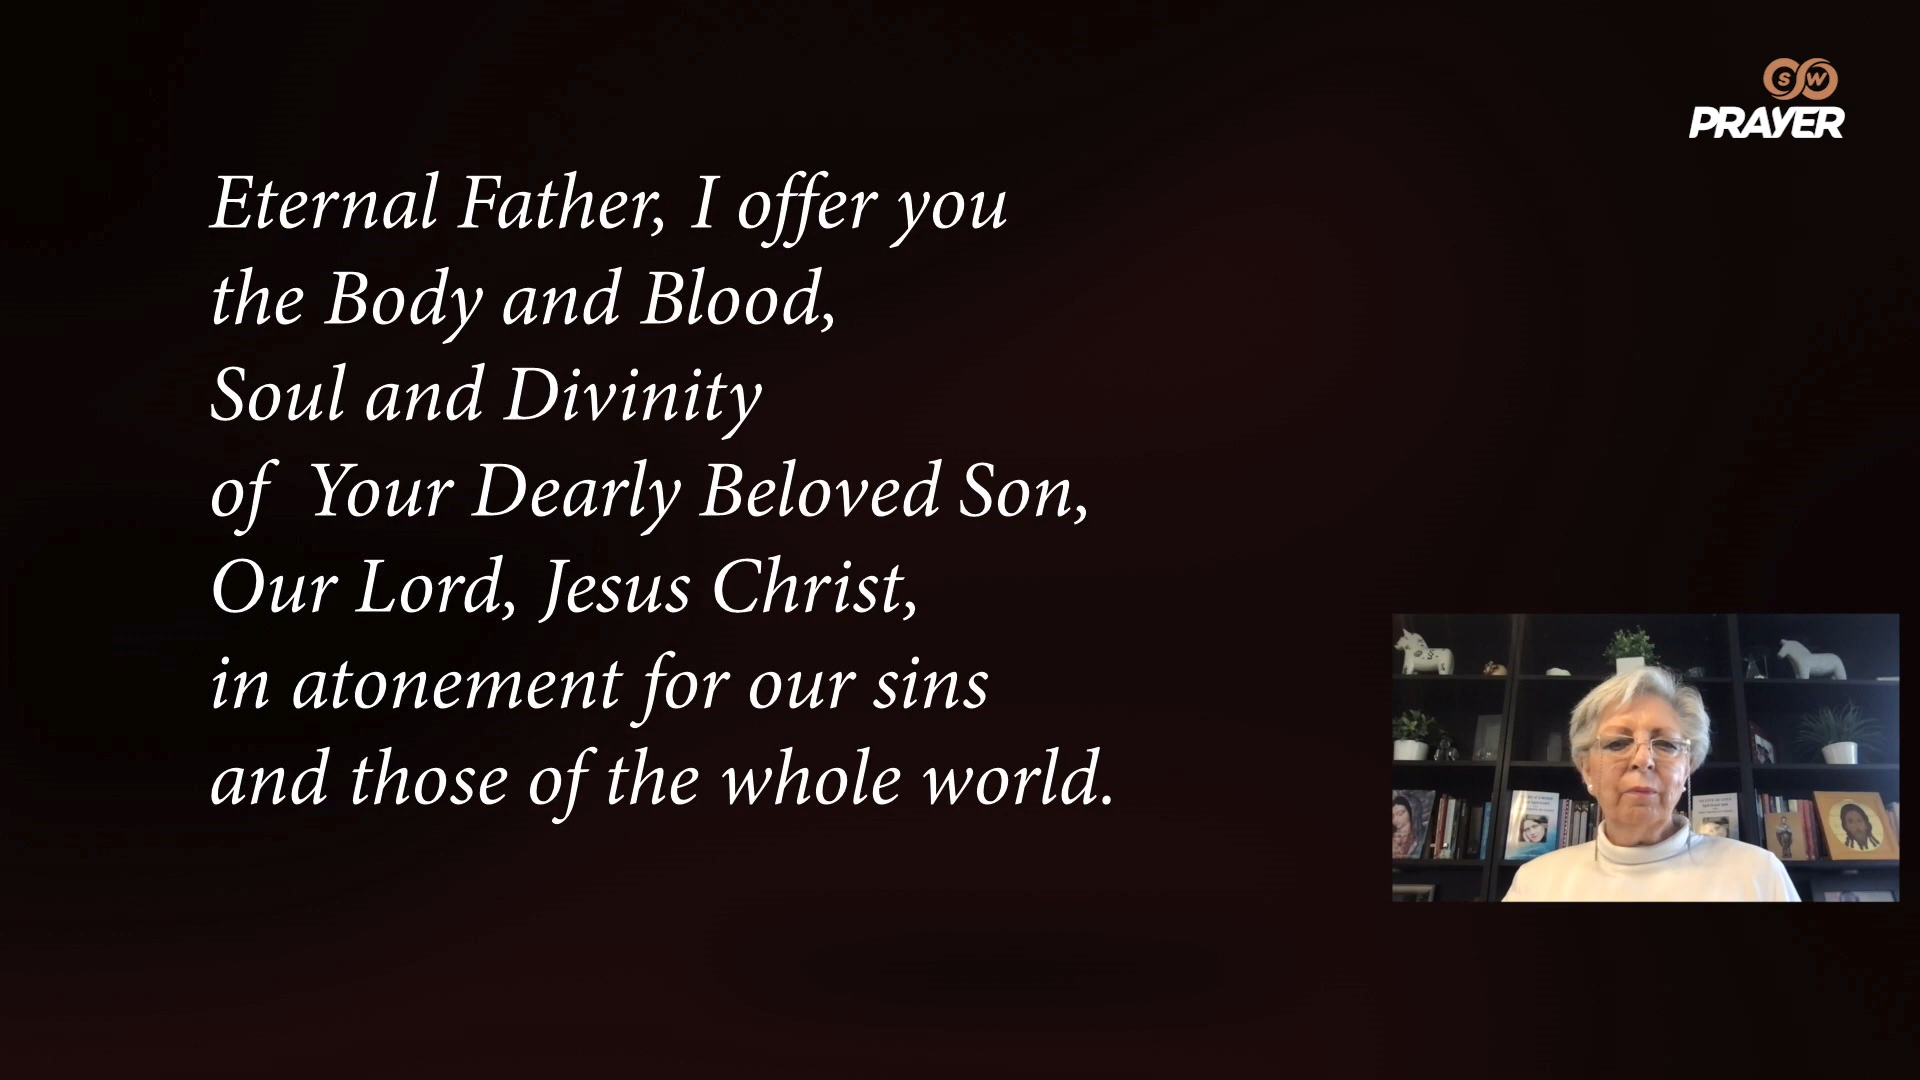 SW
PRAYER
Eternal Father, I offer you
the Body and Blood,
Soul and Divinity
of Your Dearly Beloved Son,
Our Lord, Jesus Christ,
in atonement for our sins
and those of the whole world.